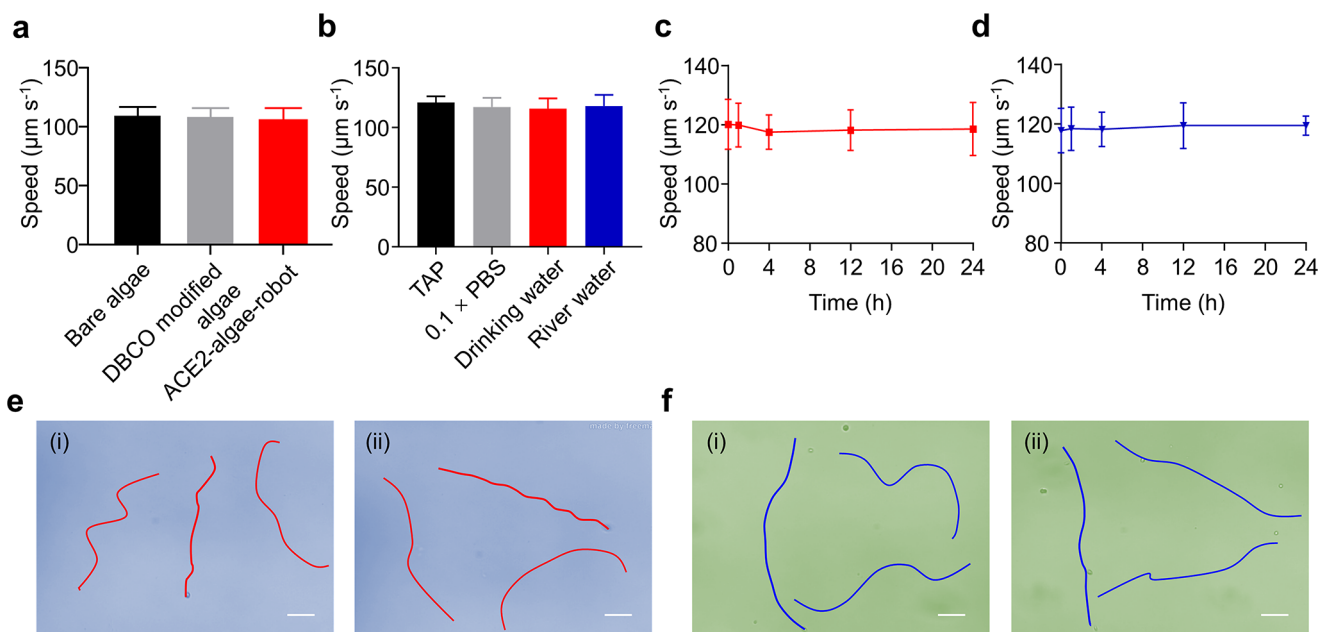 a
b
c
d
150
100
50
0
Speed (µm s⁻¹)
Bare algae
DBCO modified
algae
ACE2-algae-robot
150
100
50
0
Speed (µm s⁻¹)
TAP
0.1 × PBS
Drinking water
River water
140
120
100
80
Speed (µm s⁻¹)
0 4 8 12 16 20 24
Time (h)
140
120
100
80
Speed (µm s⁻¹)
0 4 8 12 16 20 24
Time (h)
e
f
(i)
(ii)
(i)
(ii)